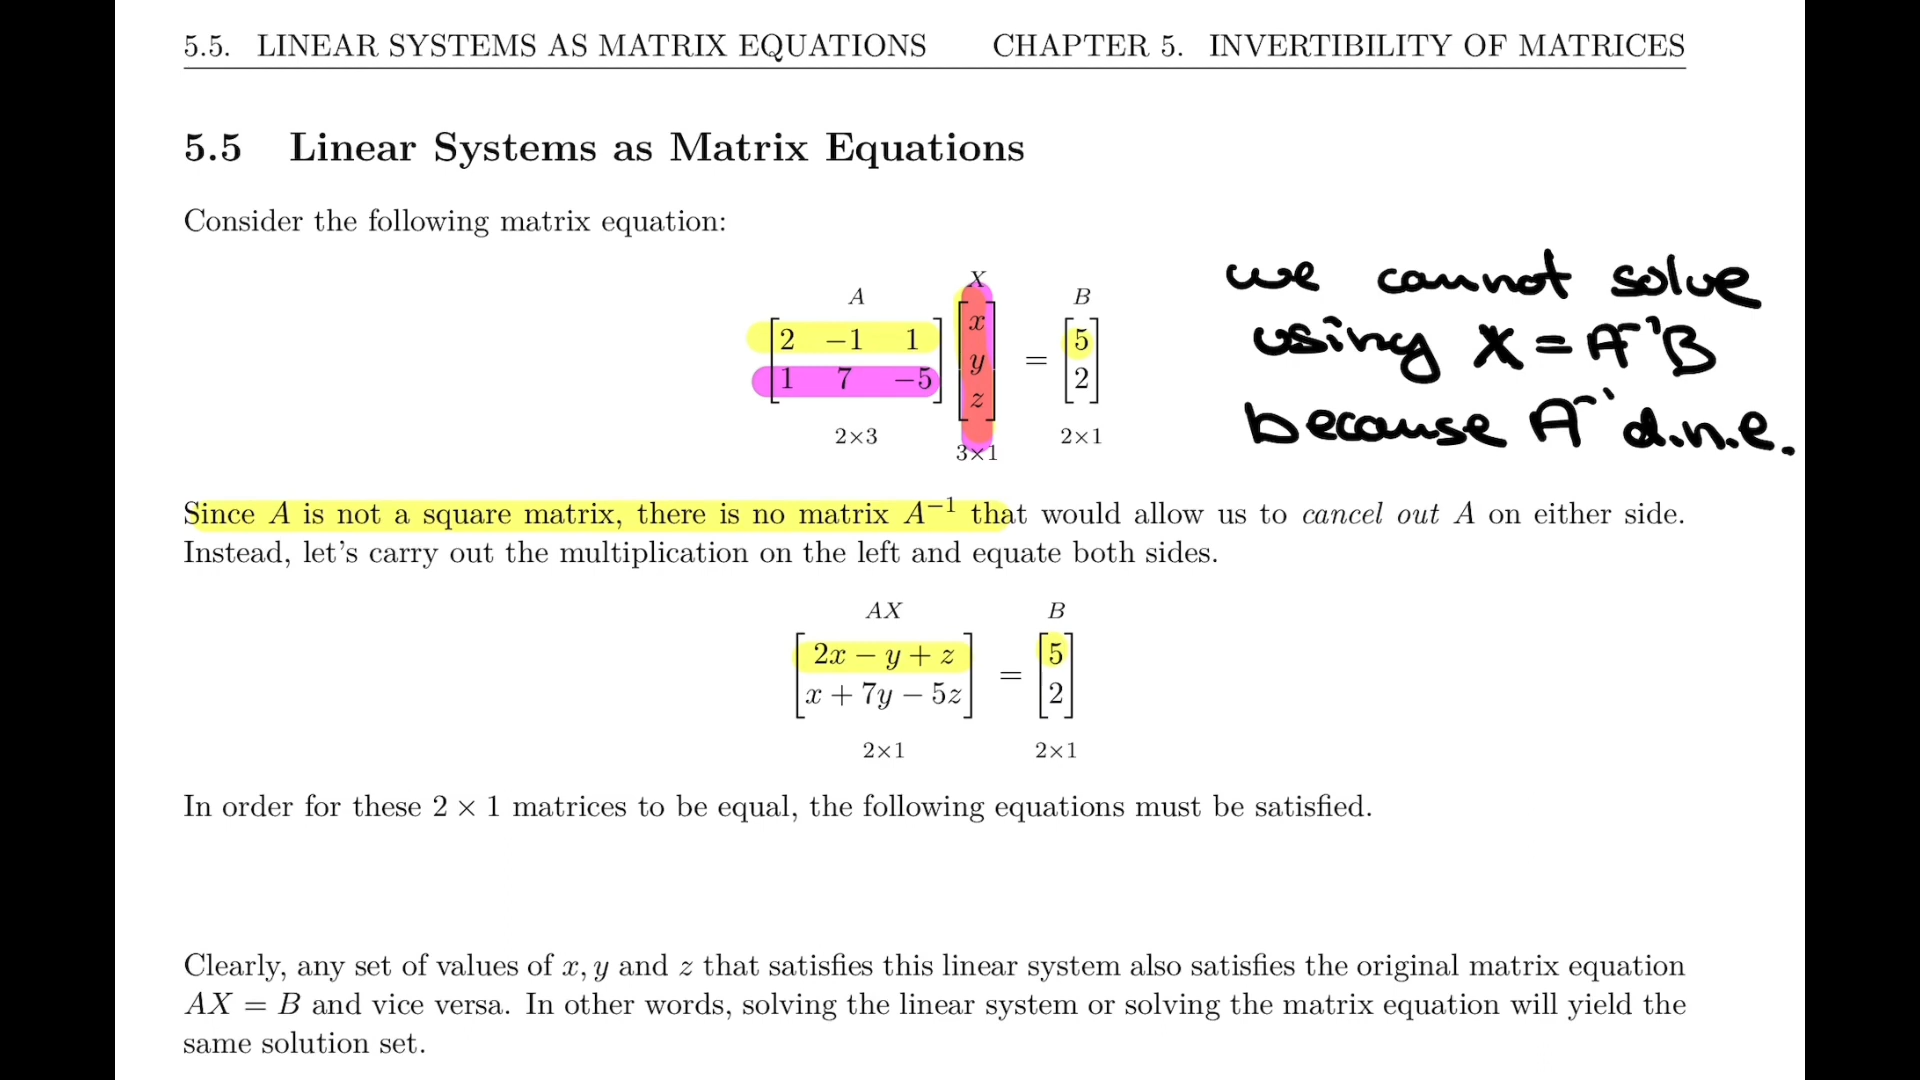 5.5. LINEAR SYSTEMS AS MATRIX EQUATIONS CHAPTER 5. INVERTIBILITY OF MATRICES
5.5 Linear Systems as Matrix Equations
Consider the following matrix equation:
A X B
[2 −1 1] [x] [5]
[1 7 −5] [y] = [2]
[z]
2×3 3×1 2×1
we cannot solve
using X = A⁻¹B
because A⁻¹ d.n.e.
Since A is not a square matrix, there is no matrix A⁻¹ that would allow us to cancel out A on either side.
Instead, let's carry out the multiplication on the left and equate both sides.
AX B
[2x − y + z] = [5]
[x + 7y − 5z] [2]
2×1 2×1
In order for these 2 × 1 matrices to be equal, the following equations must be satisfied.
Clearly, any set of values of x, y and z that satisfies this linear system also satisfies the original matrix equation
AX = B and vice versa. In other words, solving the linear system or solving the matrix equation will yield the
same solution set.